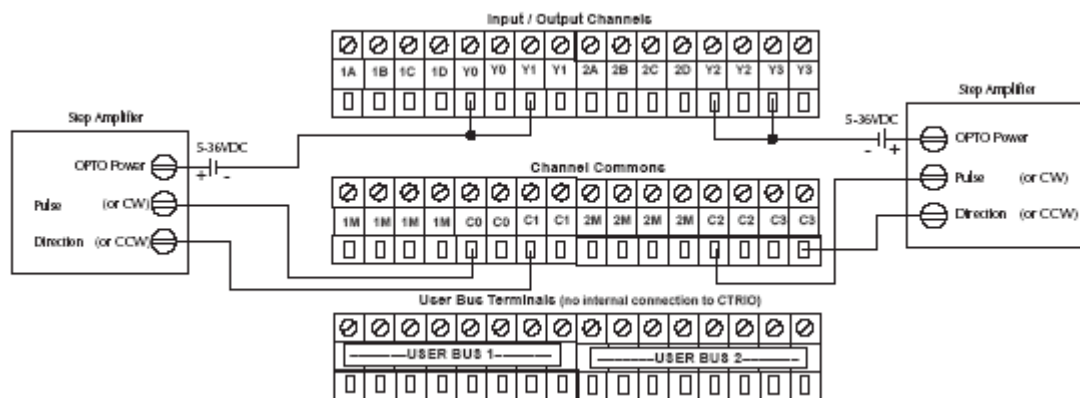 Input / Output Channels
1A 1B 1C 1D Y0 Y0 Y1 Y1 2A 2B 2C 2D Y2 Y2 Y3 Y3
Step Amplifier
5-36VDC
+ -
OPTO Power
Pulse (or CW)
Direction (or CCW)
Step Amplifier
5-36VDC
- +
OPTO Power
Pulse (or CW)
Direction (or CCW)
Channel Commons
1M 1M 1M 1M C0 C0 C1 C1 2M 2M 2M 2M C2 C2 C3 C3
User Bus Terminals (no internal connection to CTRIO)
USER BUS 1
USER BUS 2